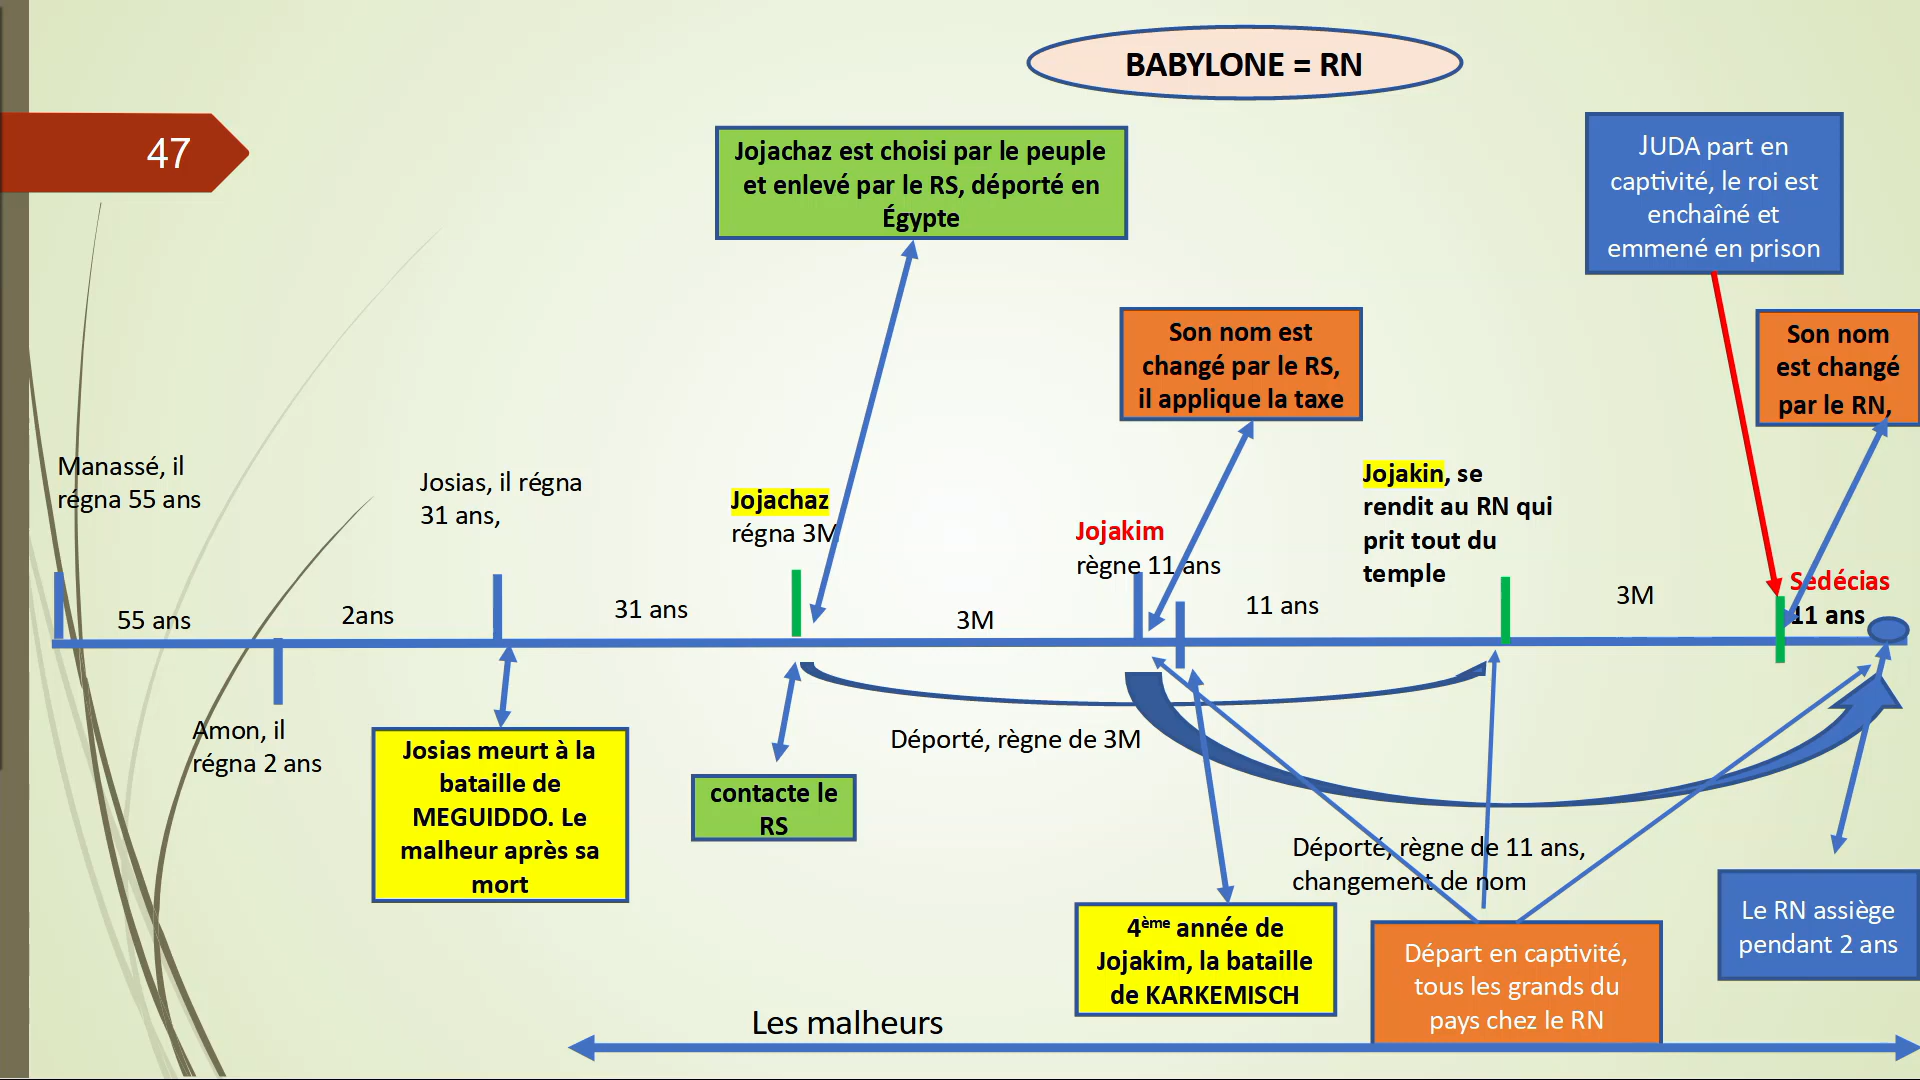 BABYLONE = RN
47
Jojachaz est choisi par le peuple
et enlevé par le RS, déporté en
Égypte
JUDA part en
captivité, le roi est
enchaîné et
emmené en prison
Son nom est
changé par le RS,
il applique la taxe
Son nom
est changé
par le RN,
Manassé, il
régna 55 ans
Josias, il régna
31 ans,
Jojachaz
régna 3M
Jojakim
règne 11 ans
Jojakin, se
rendit au RN qui
prit tout du
temple
Sédécias
11 ans
55 ans
2ans
31 ans
3M
11 ans
3M
Amon, il
régna 2 ans
Josias meurt à la
bataille de
MEGUIDDO. Le
malheur après sa
mort
contacte le
RS
Déporté, règne de 3M
Déporté, règne de 11 ans,
changement de nom
4ème année de
Jojakim, la bataille
de KARKEMISCH
Départ en captivité,
tous les grands du
pays chez le RN
Le RN assiège
pendant 2 ans
Les malheurs